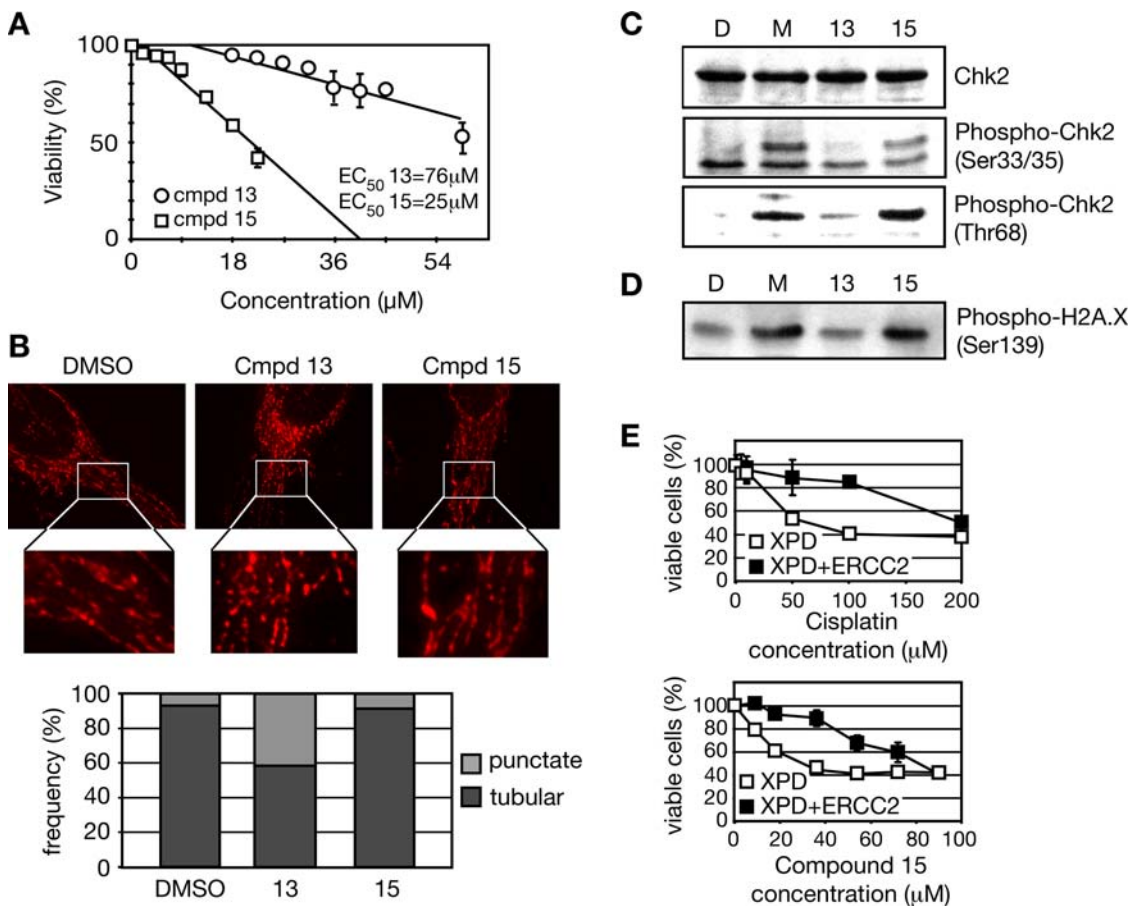 A
Viability (%)
100
50
0
0 18 36 54
Concentration (µM)
cmpd 13
cmpd 15
EC50 13=76µM
EC50 15=25µM
B
DMSO Cmpd 13 Cmpd 15
frequency (%)
100
80
60
40
20
0
DMSO 13 15
punctate
tubular
C
D M 13 15
Chk2
Phospho-Chk2
(Ser33/35)
Phospho-Chk2
(Thr68)
D
D M 13 15
Phospho-H2A.X
(Ser139)
E
viable cells (%)
100
80
60
40
20
0
XPD
XPD+ERCC2
0 50 100 150 200
Cisplatin
concentration (µM)
viable cells (%)
100
80
60
40
20
0
XPD
XPD+ERCC2
0 20 40 60 80 100
Compound 15
concentration (µM)